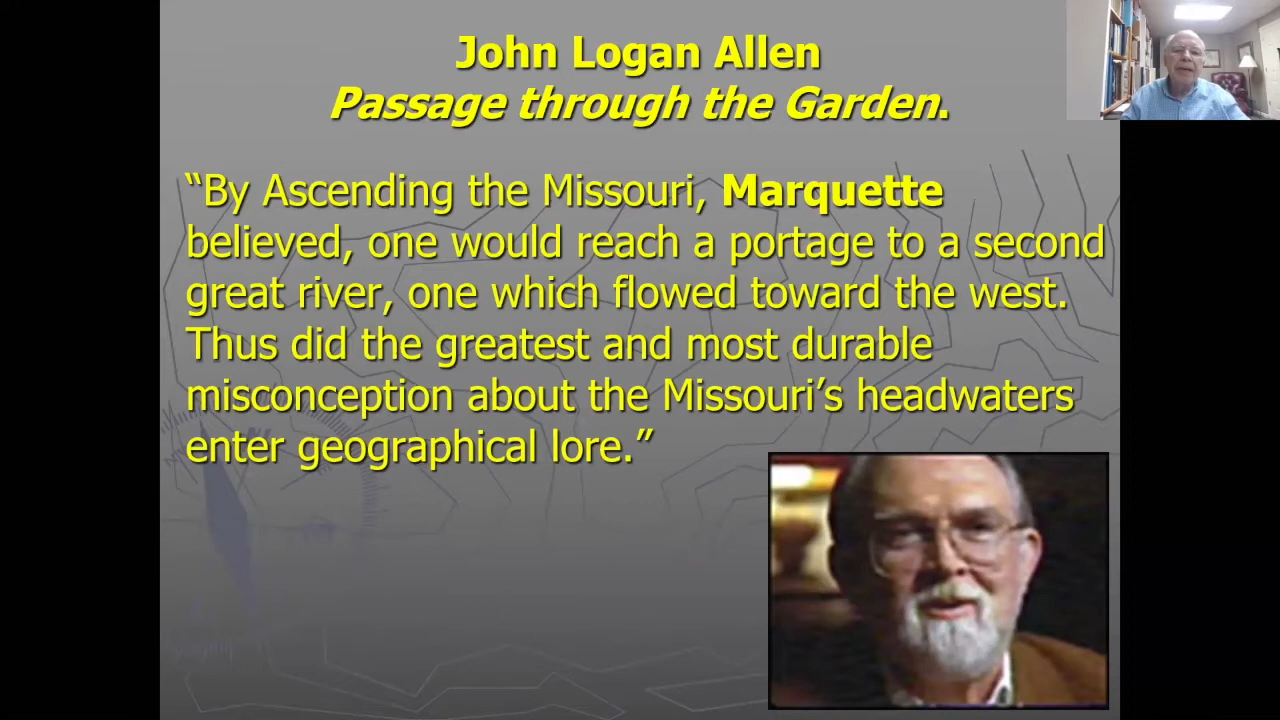 John Logan Allen
Passage through the Garden.
“By Ascending the Missouri, Marquette
believed, one would reach a portage to a second
great river, one which flowed toward the west.
Thus did the greatest and most durable
misconception about the Missouri’s headwaters
enter geographical lore.”